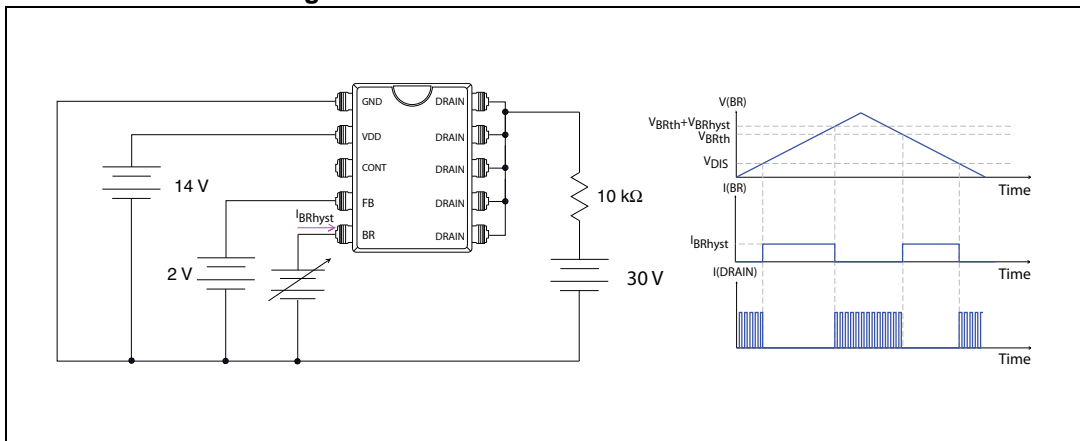 GND DRAIN
VDD DRAIN
CONT DRAIN
FB DRAIN
BR DRAIN
14 V
2 V
IBRhyst
10 kΩ
30 V
V(BR)
VBRth+VBRhyst
VBRth
VDIS
Time
I(BR)
IBRhyst
Time
I(DRAIN)
Time